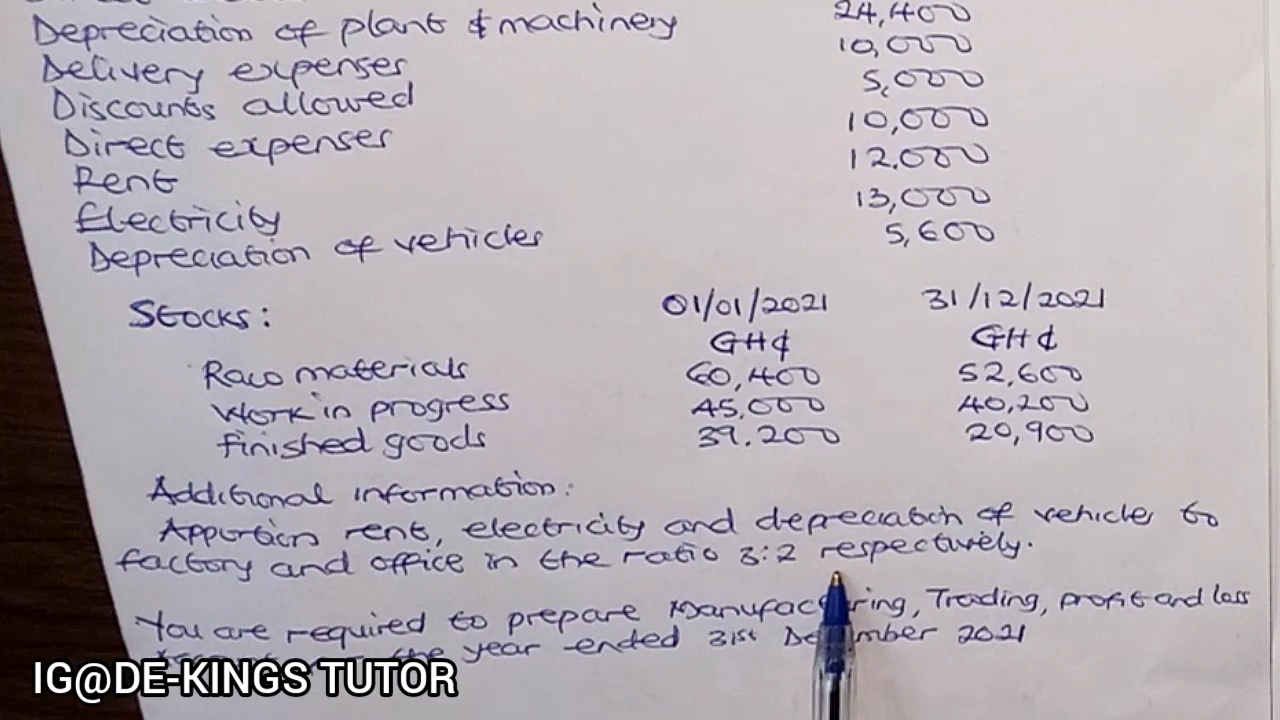 Depreciation of plant & machinery 24,400
Delivery expenses 10,000
Discounts allowed 5,000
Direct expenses 10,000
Rent 12.000
Electricity 13,000
Depreciation of vehicles 5,600
Stocks: 01/01/2021 31/12/2021
GH¢ GH¢
Raw materials 60,400 52,600
Work in progress 45,000 40,200
finished goods 39.200 20,900
Additional information:
Apportion rent, electricity and depreciation of vehicles to
factory and office in the ratio 3:2 respectively.
You are required to prepare Manufacturing, Trading, profit and loss
the year ended 31st December 2021
IG@DE-KINGS TUTOR